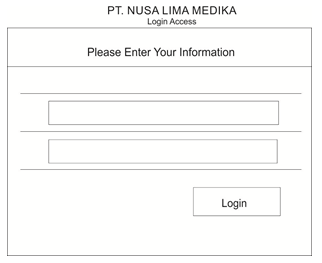 PT. NUSA LIMA MEDIKA
Login Access
Please Enter Your Information
Login